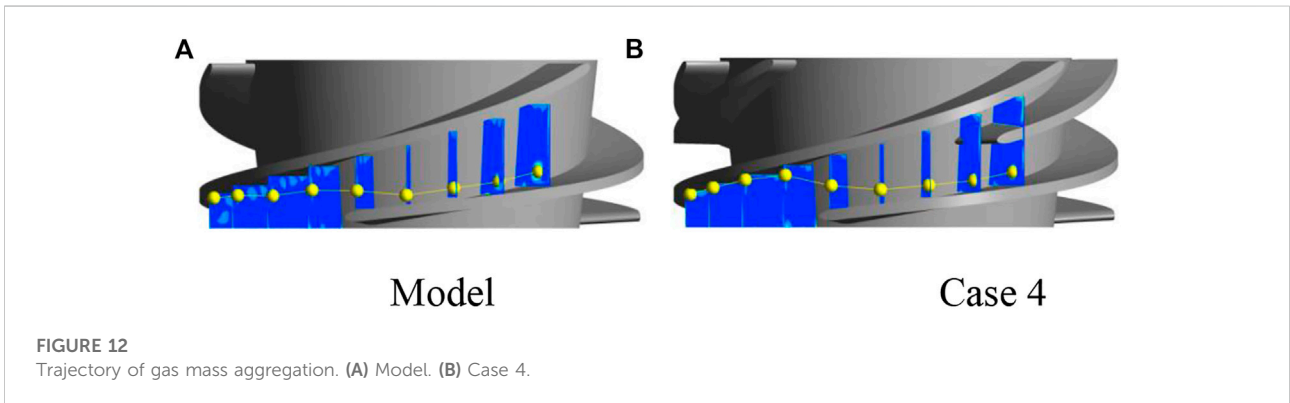 A
B
Model
Case 4
FIGURE 12
Trajectory of gas mass aggregation. (A) Model. (B) Case 4.